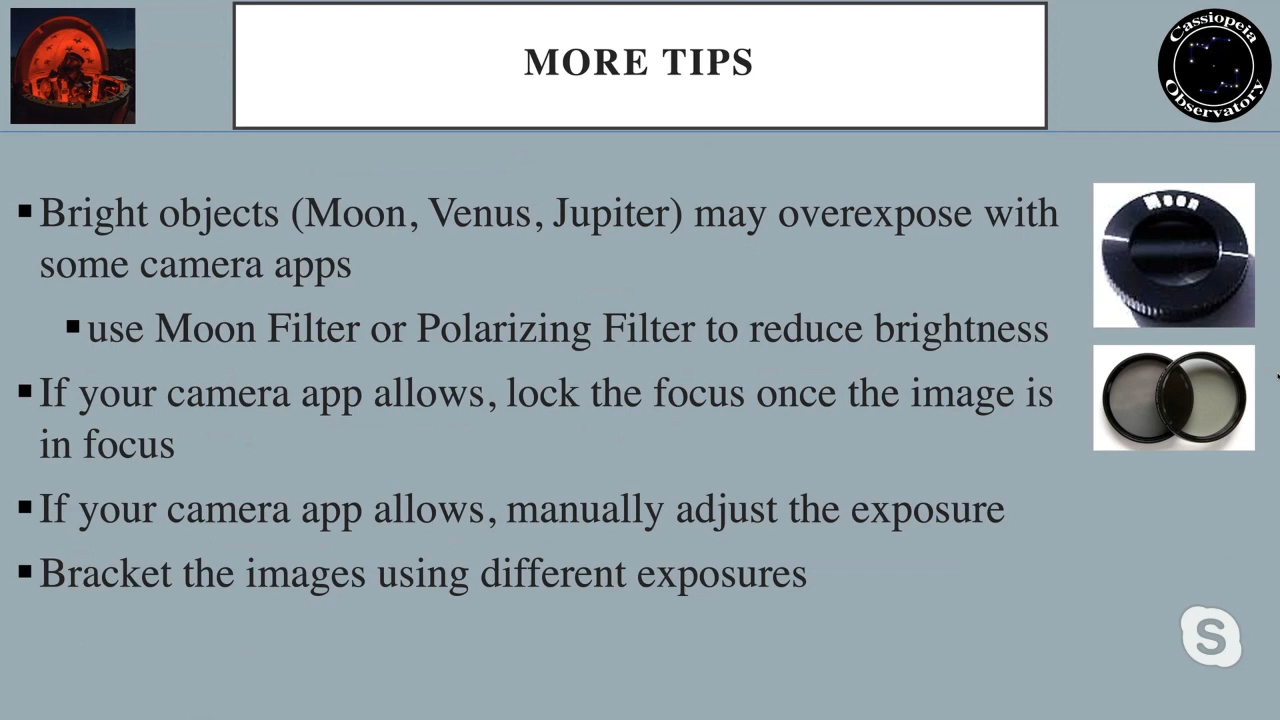 MORE TIPS
Cassiopeia
Observatory
▪Bright objects (Moon, Venus, Jupiter) may overexpose with
some camera apps
Moon
▪use Moon Filter or Polarizing Filter to reduce brightness
▪If your camera app allows, lock the focus once the image is
in focus
▪If your camera app allows, manually adjust the exposure
▪Bracket the images using different exposures
S